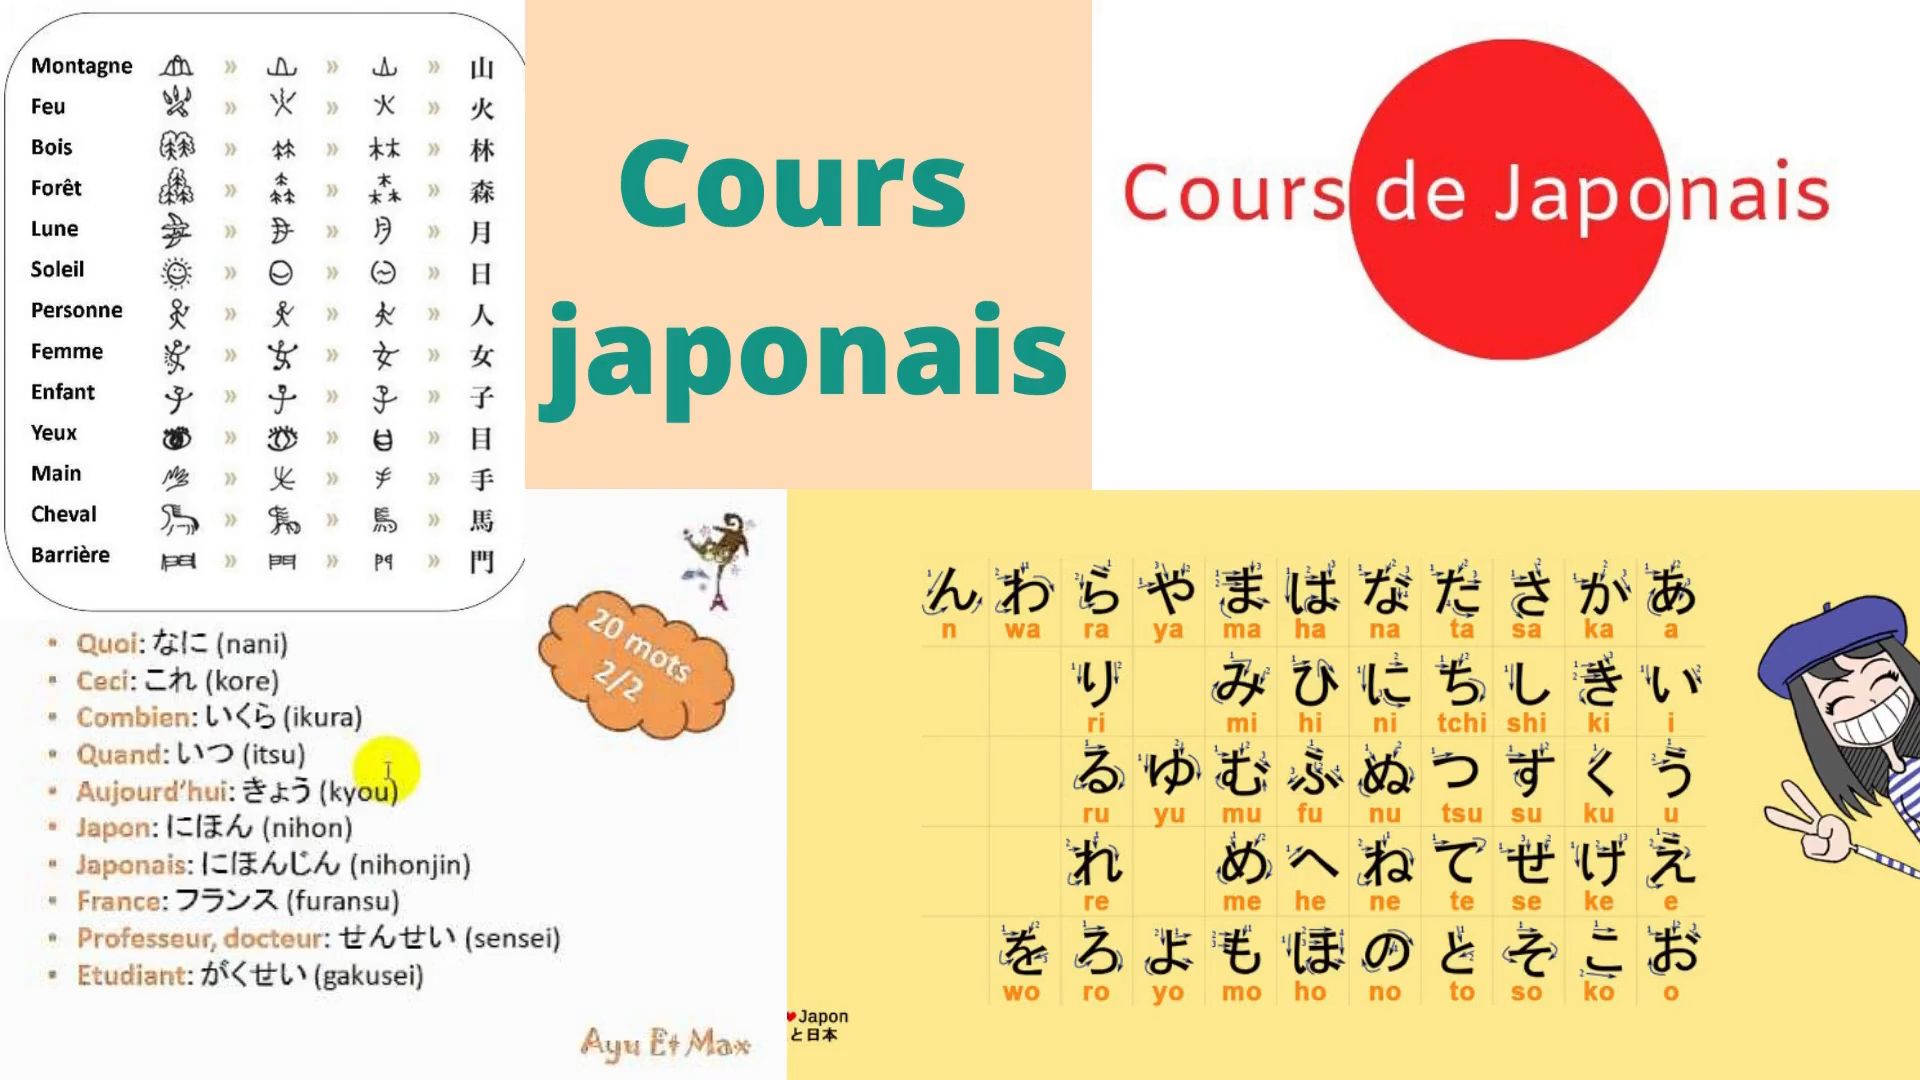 Montagne » » » 山
Feu » » » 火
Bois » » » 林
Forêt » » » 森
Lune » » » 月
Soleil » » » 日
Personne » » » 人
Femme » » » 女
Enfant » » » 子
Yeux » » » 目
Main » » » 手
Cheval » » » 馬
Barrière » » » 門
Cours
japonais
Cours de Japonais
• Quoi: なに (nani)
• Ceci: これ (kore)
• Combien: いくら (ikura)
• Quand: いつ (itsu)
• Aujourd'hui: きょう (kyou)
• Japon: にほん (nihon)
• Japonais: にほんじん (nihonjin)
• France: フランス (furansu)
• Professeur, docteur: せんせい (sensei)
• Etudiant: がくせい (gakusei)
20 mots
2/2
Ayu Et Max
ん わ ら や ま は な た さ か あ
n wa ra ya ma ha na ta sa ka a
り み ひ に ち し き い
ri mi hi ni tchi shi ki i
る ゆ む ふ ぬ つ す く う
ru yu mu fu nu tsu su ku u
れ め へ ね て せ け え
re me he ne te se ke e
を ろ よ も ほ の と そ こ お
wo ro yo mo ho no to so ko o
❤Japon
と日本